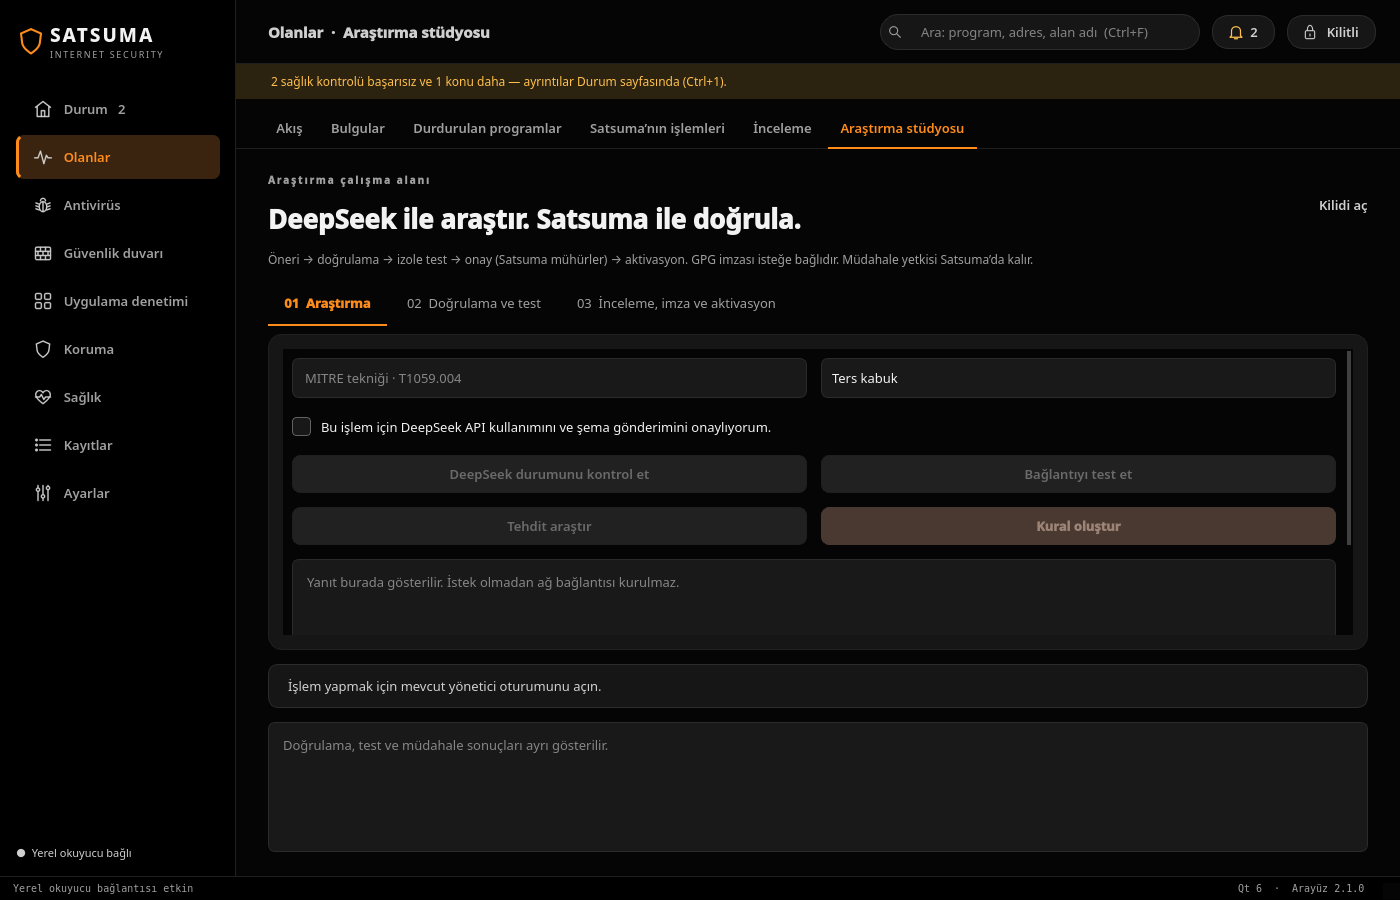 SATSUMA
INTERNET SECURITY
Olanlar · Araştırma stüdyosu
Ara: program, adres, alan adı (Ctrl+F)
2
Kilitli
2 sağlık kontrolü başarısız ve 1 konu daha — ayrıntılar Durum sayfasında (Ctrl+1).
Durum 2
Olanlar
Antivirüs
Güvenlik duvarı
Uygulama denetimi
Koruma
Sağlık
Kayıtlar
Ayarlar
Akış
Bulgular
Durdurulan programlar
Satsuma’nın işlemleri
İnceleme
Araştırma stüdyosu
Araştırma çalışma alanı
DeepSeek ile araştır. Satsuma ile doğrula.
Kilidi aç
Öneri → doğrulama → izole test → onay (Satsuma mühürler) → aktivasyon. GPG imzası isteğe bağlıdır. Müdahale yetkisi Satsuma’da kalır.
01 Araştırma
02 Doğrulama ve test
03 İnceleme, imza ve aktivasyon
MITRE tekniği · T1059.004
Ters kabuk
Bu işlem için DeepSeek API kullanımını ve şema gönderimini onaylıyorum.
DeepSeek durumunu kontrol et
Bağlantıyı test et
Tehdit araştır
Kural oluştur
Yanıt burada gösterilir. İstek olmadan ağ bağlantısı kurulmaz.
İşlem yapmak için mevcut yönetici oturumunu açın.
Doğrulama, test ve müdahale sonuçları ayrı gösterilir.
Yerel okuyucu bağlı
Yerel okuyucu bağlantısı etkin
Qt 6 · Arayüz 2.1.0